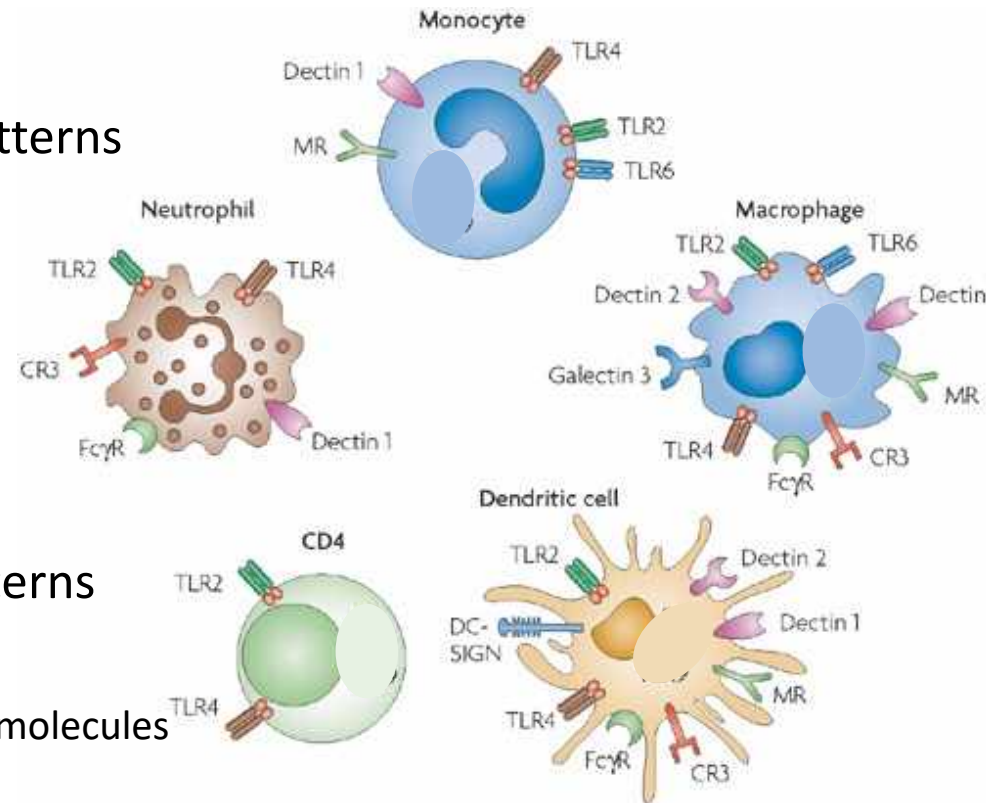 Monocyte
Dectin 1
TLR4
tterns
MR
TLR2
TLR6
Neutrophil
Macrophage
TLR2
TLR4
TLR2
TLR6
Dectin 2
Dectin
CR3
Galectin 3
MR
FcγR
Dectin 1
TLR4
CR3
FcγR
Dendritic cell
CD4
TLR2
Dectin 2
erns
TLR2
DC-
SIGN
Dectin 1
MR
molecules
TLR4
TLR4
FcγR
CR3